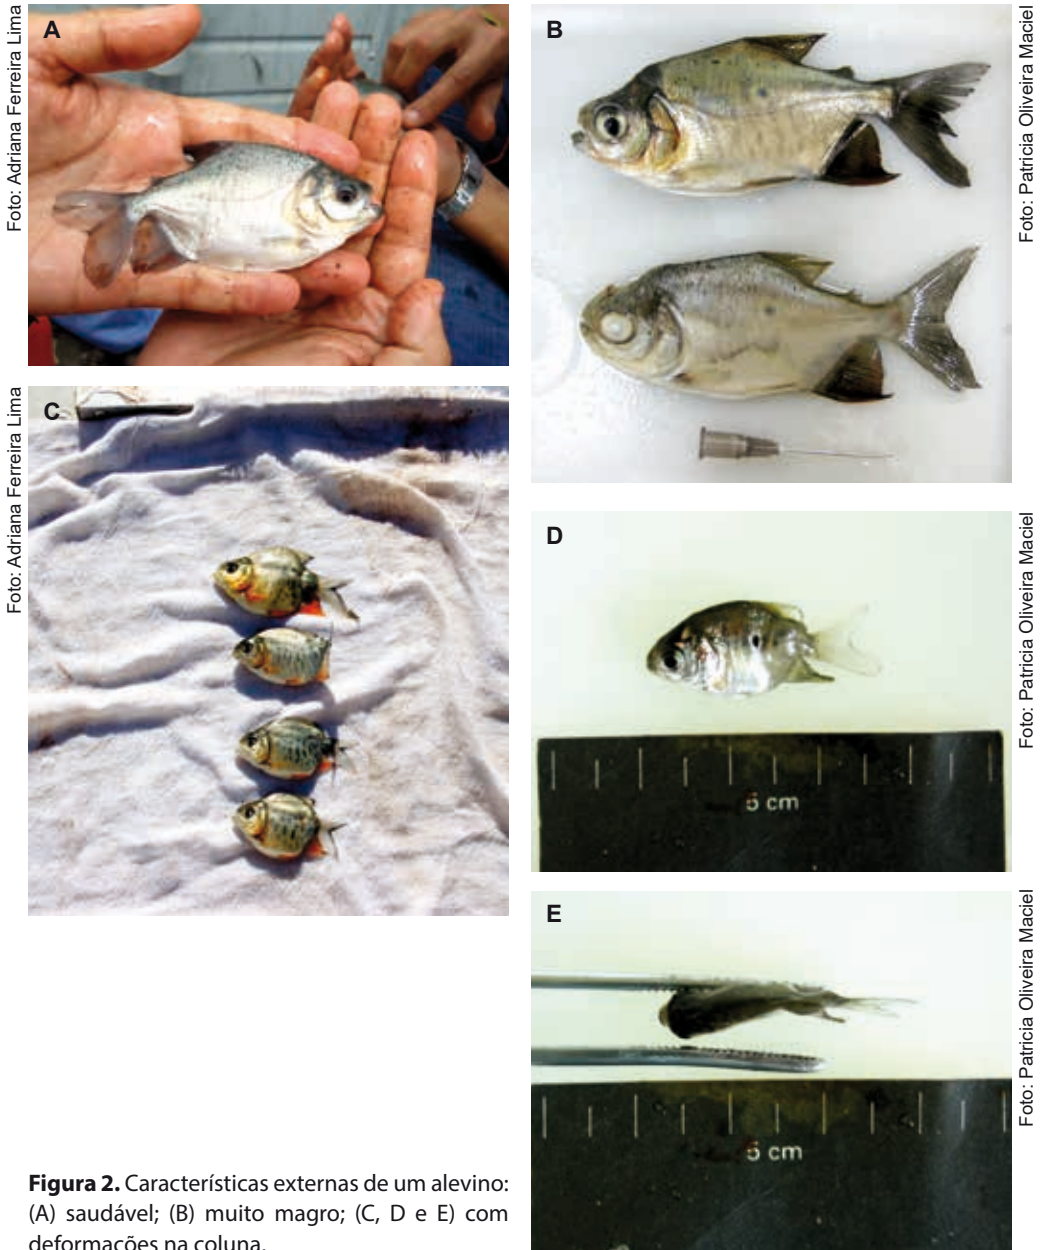 A
Foto: Adriana Ferreira Lima
B
Foto: Patricia Oliveira Maciel
C
Foto: Adriana Ferreira Lima
D
5 cm
Foto: Patricia Oliveira Maciel
E
5 cm
Foto: Patricia Oliveira Maciel
Figura 2. Características externas de um alevino:
(A) saudável; (B) muito magro; (C, D e E) com
deformações na coluna.